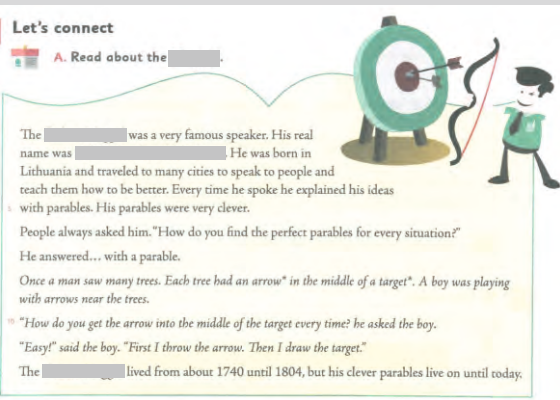 Let's connect
A. Read about the .
The was a very famous speaker. His real
name was . He was born in
Lithuania and traveled to many cities to speak to people and
teach them how to be better. Every time he spoke he explained his ideas
5 with parables. His parables were very clever.
People always asked him. "How do you find the perfect parables for every situation?"
He answered... with a parable.
Once a man saw many trees. Each tree had an arrow* in the middle of a target*. A boy was playing
with arrows near the trees.
10 "How do you get the arrow into the middle of the target every time? he asked the boy.
"Easy!" said the boy. "First I throw the arrow. Then I draw the target."
The lived from about 1740 until 1804, but his clever parables live on until today.